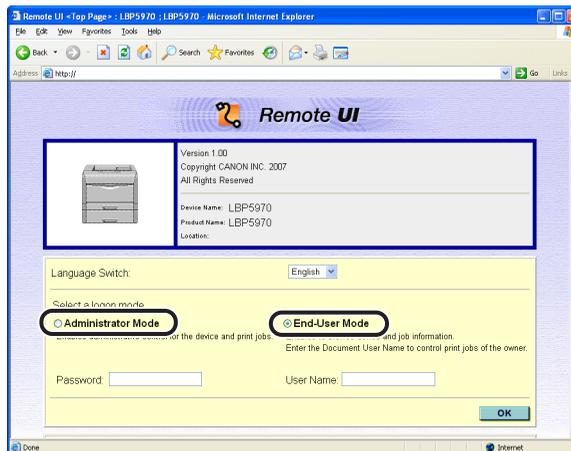 Remote UI <Top Page> : LBP5970 ; LBP5970 - Microsoft Internet Explorer
File Edit View Favorites Tools Help
Back Search Favorites
Address http:// Go Links
Remote UI
Version 1.00
Copyright CANON INC. 2007
All Rights Reserved
Device Name: LBP5970
Product Name: LBP5970
Location:
Language Switch: English
Select a logon mode
Administrator Mode End-User Mode
for the device and print jobs. and job information.
Enter the Document User Name to control print jobs of the owner.
Password: User Name:
OK
Done Internet